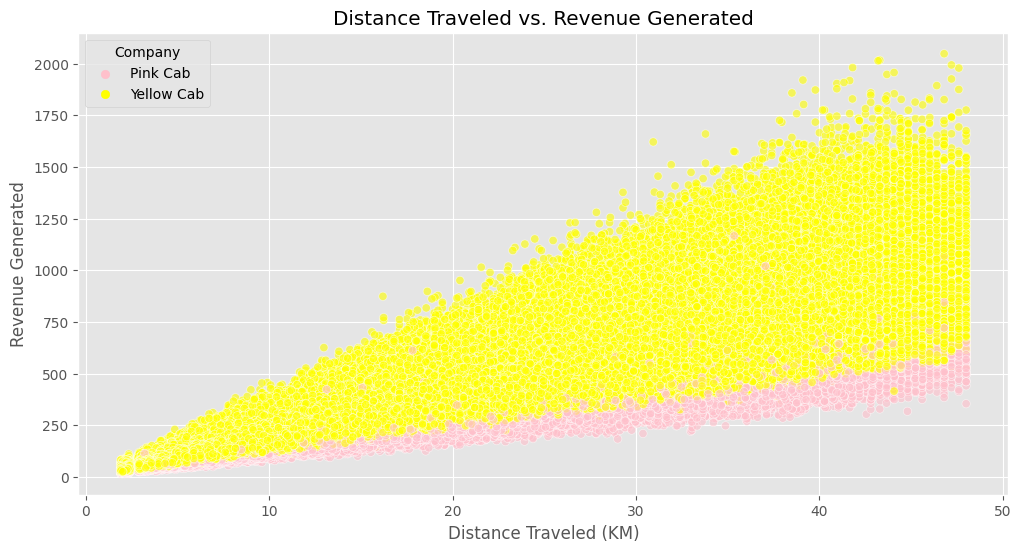 Distance Traveled vs. Revenue Generated
Company
Pink Cab
Yellow Cab
Revenue Generated
2000
1750
1500
1250
1000
750
500
250
0
0 10 20 30 40 50
Distance Traveled (KM)